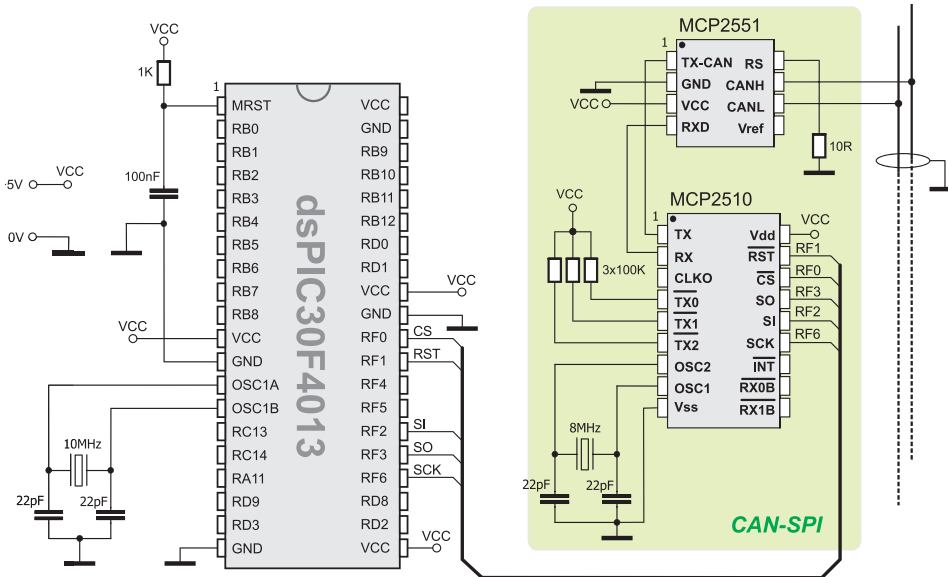 VCC
1K
100nF
-5V
VCC
0V
VCC
10MHz
22pF
22pF
1
dsPIC30F4013
MRST
RB0
RB1
RB2
RB3
RB4
RB5
RB6
RB7
RB8
VCC
GND
OSC1A
OSC1B
RC13
RC14
RA11
RD9
RD3
GND
VCC
GND
RB9
RB10
RB11
RB12
RD0
RD1
VCC
GND
RF0
RF1
RF4
RF5
RF2
RF3
RF6
RD8
RD2
VCC
VCC
CS
RST
SI
SO
SCK
VCC
MCP2551
1
TX-CAN
GND
VCC
RXD
RS
CANH
CANL
Vref
VCC
10R
MCP2510
1
VCC
3x100K
TX
RX
CLKO
TX0
TX1
TX2
OSC2
OSC1
Vss
Vdd
RST
CS
SO
SI
SCK
INT
RX0B
RX1B
VCC
RF1
RF0
RF3
RF2
RF6
8MHz
22pF
22pF
CAN-SPI